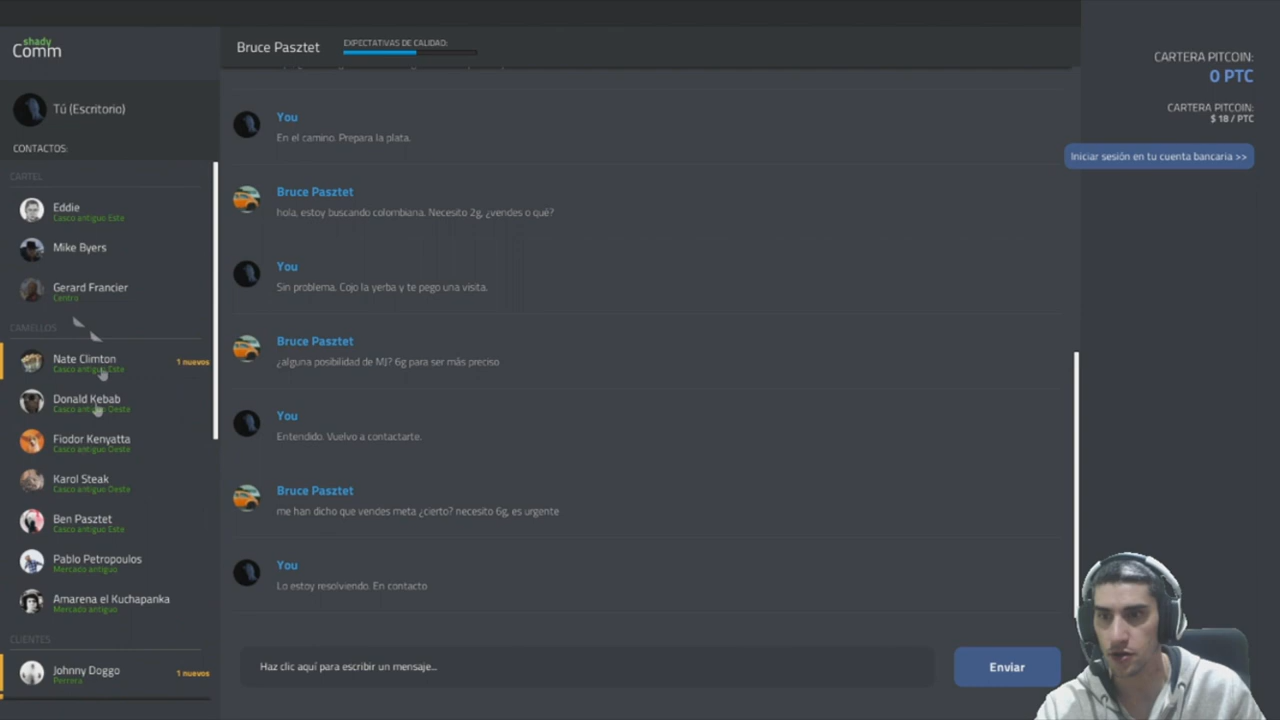 shady
Comm
Tú (Escritorio)
CONTACTOS:
CARTEL
Eddie
Casco antiguo Este
Mike Byers
Gerard Francier
Centro
CAMELLOS
Nate Climton
Casco antiguo Este
1 nuevos
Donald Kebab
Casco antiguo Oeste
Fiodor Kenyatta
Casco antiguo Oeste
Karol Steak
Casco antiguo Oeste
Ben Pasztet
Casco antiguo Este
Pablo Petropoulos
Mercado antiguo
Amarena el Kuchapanka
Mercado antiguo
CLIENTES
Johnny Doggo
Perrera
1 nuevos
Bruce Pasztet
EXPECTATIVAS DE CALIDAD:
You
En el camino. Prepara la plata.
Bruce Pasztet
hola, estoy buscando colombiana. Necesito 2g, ¿vendes o qué?
You
Sin problema. Cojo la yerba y te pego una visita.
Bruce Pasztet
¿alguna posibilidad de MJ? 6g para ser más preciso
You
Entendido. Vuelvo a contactarte.
Bruce Pasztet
me han dicho que vendes meta ¿cierto? necesito 6g, es urgente
You
Lo estoy resolviendo. En contacto
Haz clic aquí para escribir un mensaje...
Enviar
CARTERA PITCOIN:
0 PTC
CARTERA PITCOIN:
$ 18 / PTC
Iniciar sesión en tu cuenta bancaria >>